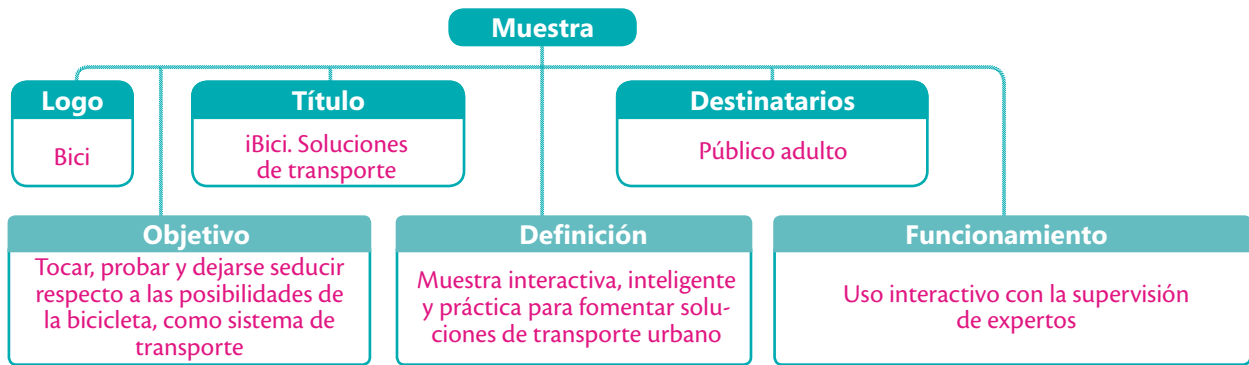 Muestra
Logo
Bici
Título
iBici. Soluciones
de transporte
Destinatarios
Público adulto
Objetivo
Tocar, probar y dejarse seducir
respecto a las posibilidades de
la bicicleta, como sistema de
transporte
Definición
Muestra interactiva, inteligente
y práctica para fomentar solu-
ciones de transporte urbano
Funcionamiento
Uso interactivo con la supervisión
de expertos